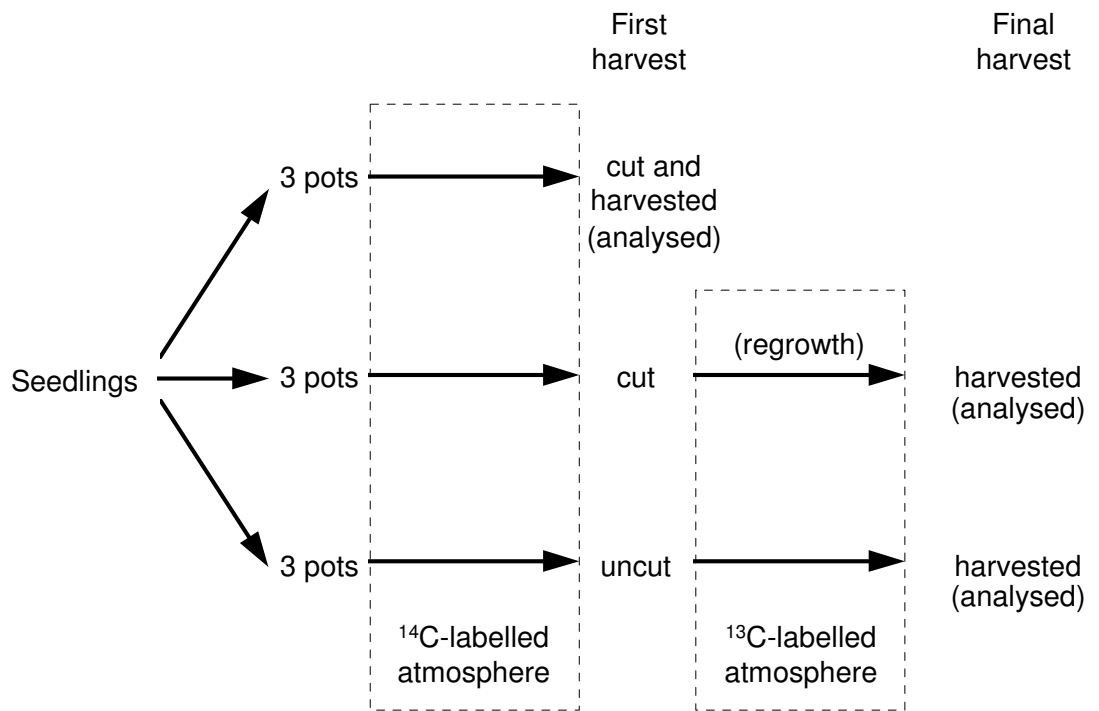 First
harvest
Final
harvest
3 pots
cut and
harvested
(analysed)
Seedlings
3 pots
cut
(regrowth)
harvested
(analysed)
3 pots
uncut
harvested
(analysed)
¹⁴C-labelled
atmosphere
¹³C-labelled
atmosphere